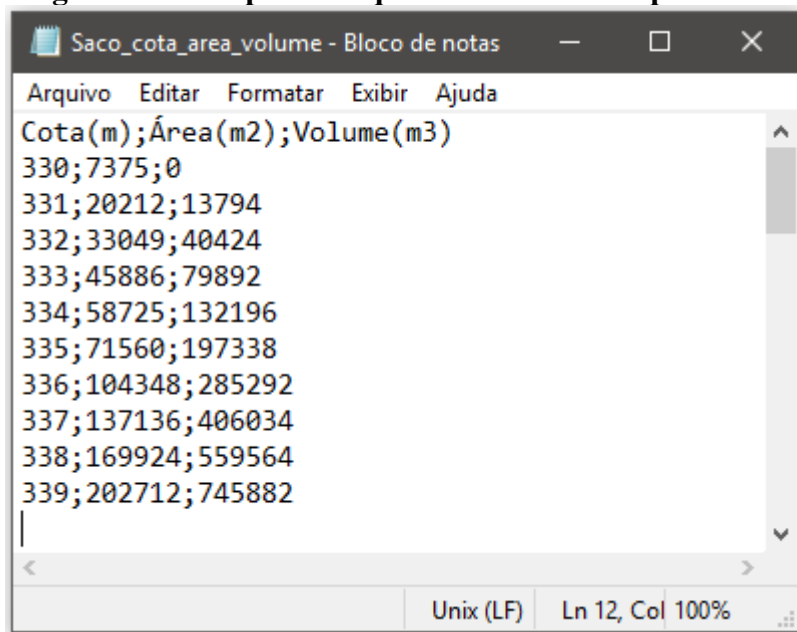 Saco_cota_area_volume - Bloco de notas
Arquivo Editar Formatar Exibir Ajuda
Cota(m);Área(m2);Volume(m3)
330;7375;0
331;20212;13794
332;33049;40424
333;45886;79892
334;58725;132196
335;71560;197338
336;104348;285292
337;137136;406034
338;169924;559564
339;202712;745882
Unix (LF) Ln 12, Col 100%